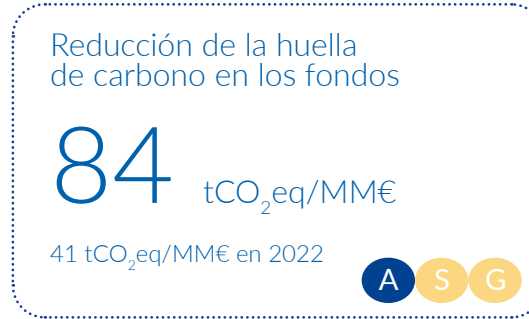 Reducción de la huella
de carbono en los fondos
84 tCO₂eq/MM€
41 tCO₂eq/MM€ en 2022
A S G